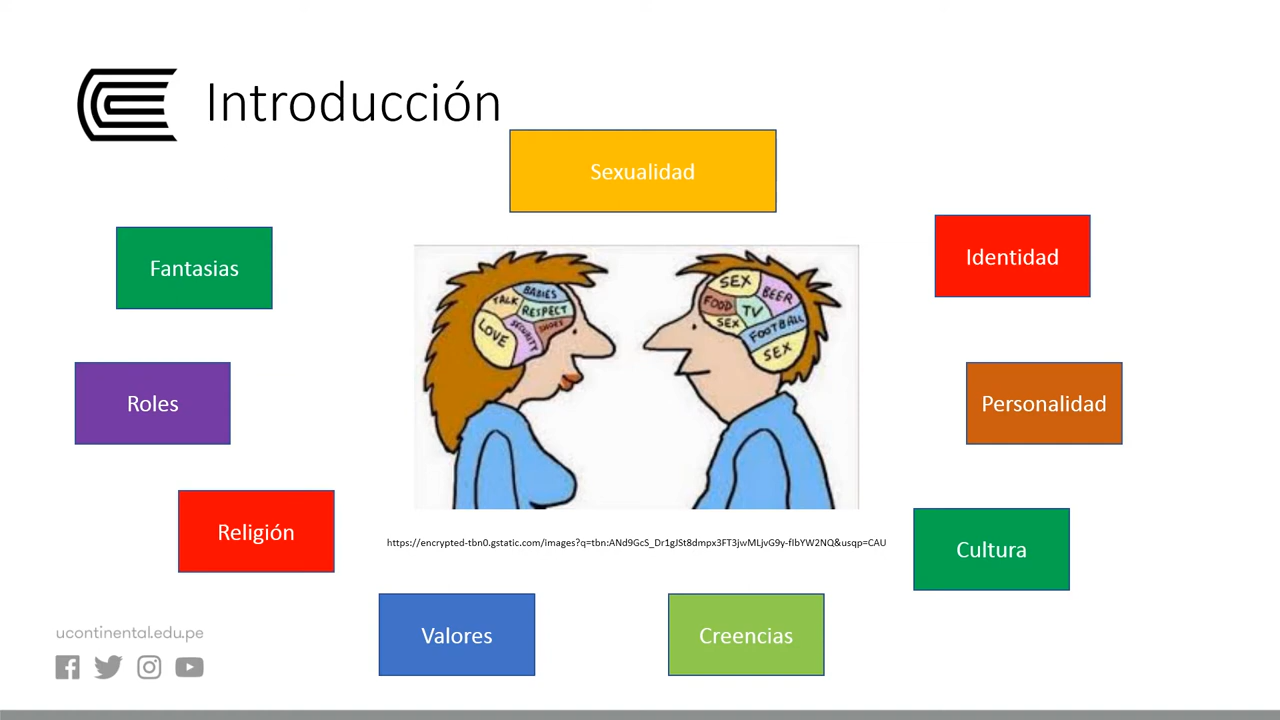 Introducción
Sexualidad
Fantasias
Identidad
Roles
Personalidad
Religión
Cultura
Valores
Creencias
BABIES
TALK
RESPECT
LOVE
SECURITY
SHOES
SEX
BEER
FOOD
TV
SEX
FOOTBALL
SEX
https://encrypted-tbn0.gstatic.com/images?q=tbn:ANd9GcS_Dr1gJSt8dmpx3FT3jwMLjvG9y-fIbYW2NQ&usqp=CAU
ucontinental.edu.pe